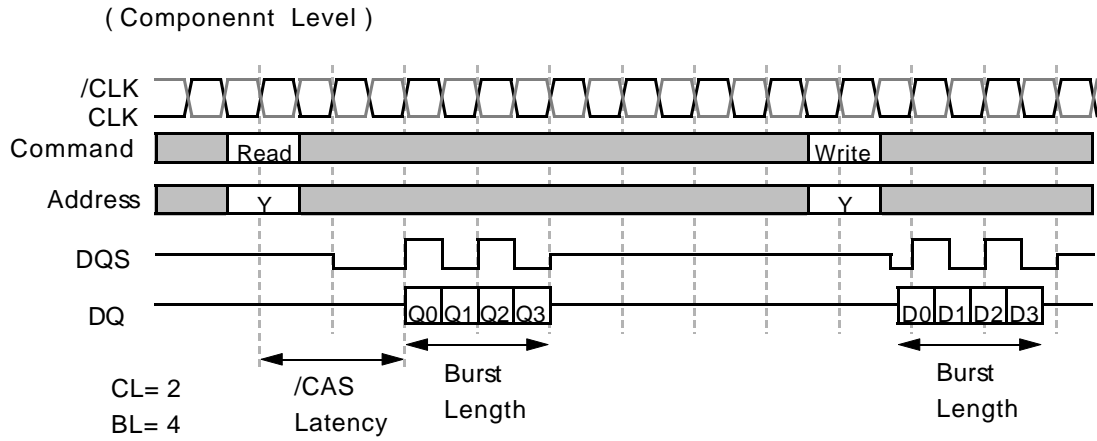 ( Componennt Level )
/CLK
CLK
Command Read Write
Address Y Y
DQS
DQ Q0 Q1 Q2 Q3 D0 D1 D2 D3
CL= 2 /CAS Burst Burst
BL= 4 Latency Length Length